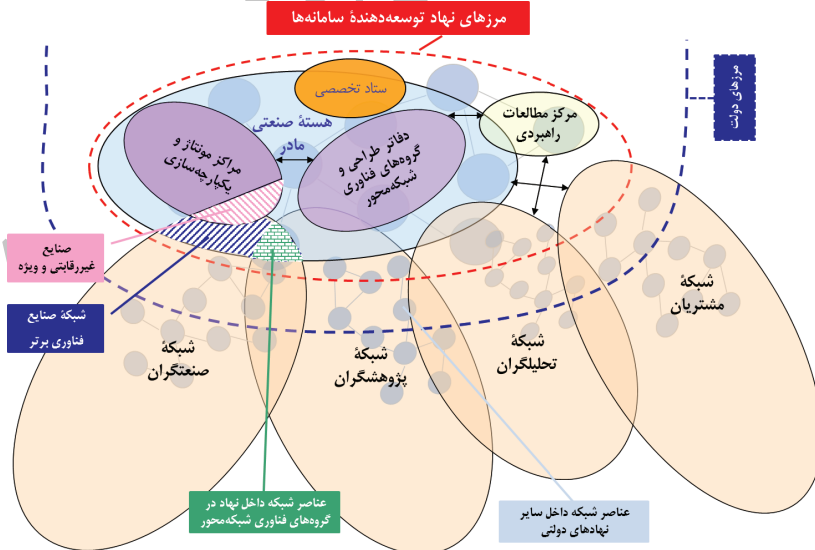 مرزهای نهاد توسعه‌دهندهٔ سامانه‌ها
مرزهای دولت
ستاد تخصصی
هستهٔ صنعتی
مادر
مرکز مطالعات
راهبردی
مراکز مونتاژ و
یکپارچه‌سازی
دفاتر طراحی و
گروه‌های فناوری
شبکه‌محور
صنایع
غیررقابتی و ویژه
شبکهٔ صنایع
فناوری برتر
شبکهٔ
مشتریان
شبکهٔ
تحلیلگران
شبکهٔ
پژوهشگران
شبکهٔ
صنعتگران
عناصر شبکه داخل نهاد در
گروه‌های فناوری شبکه‌محور
عناصر شبکه داخل سایر
نهادهای دولتی